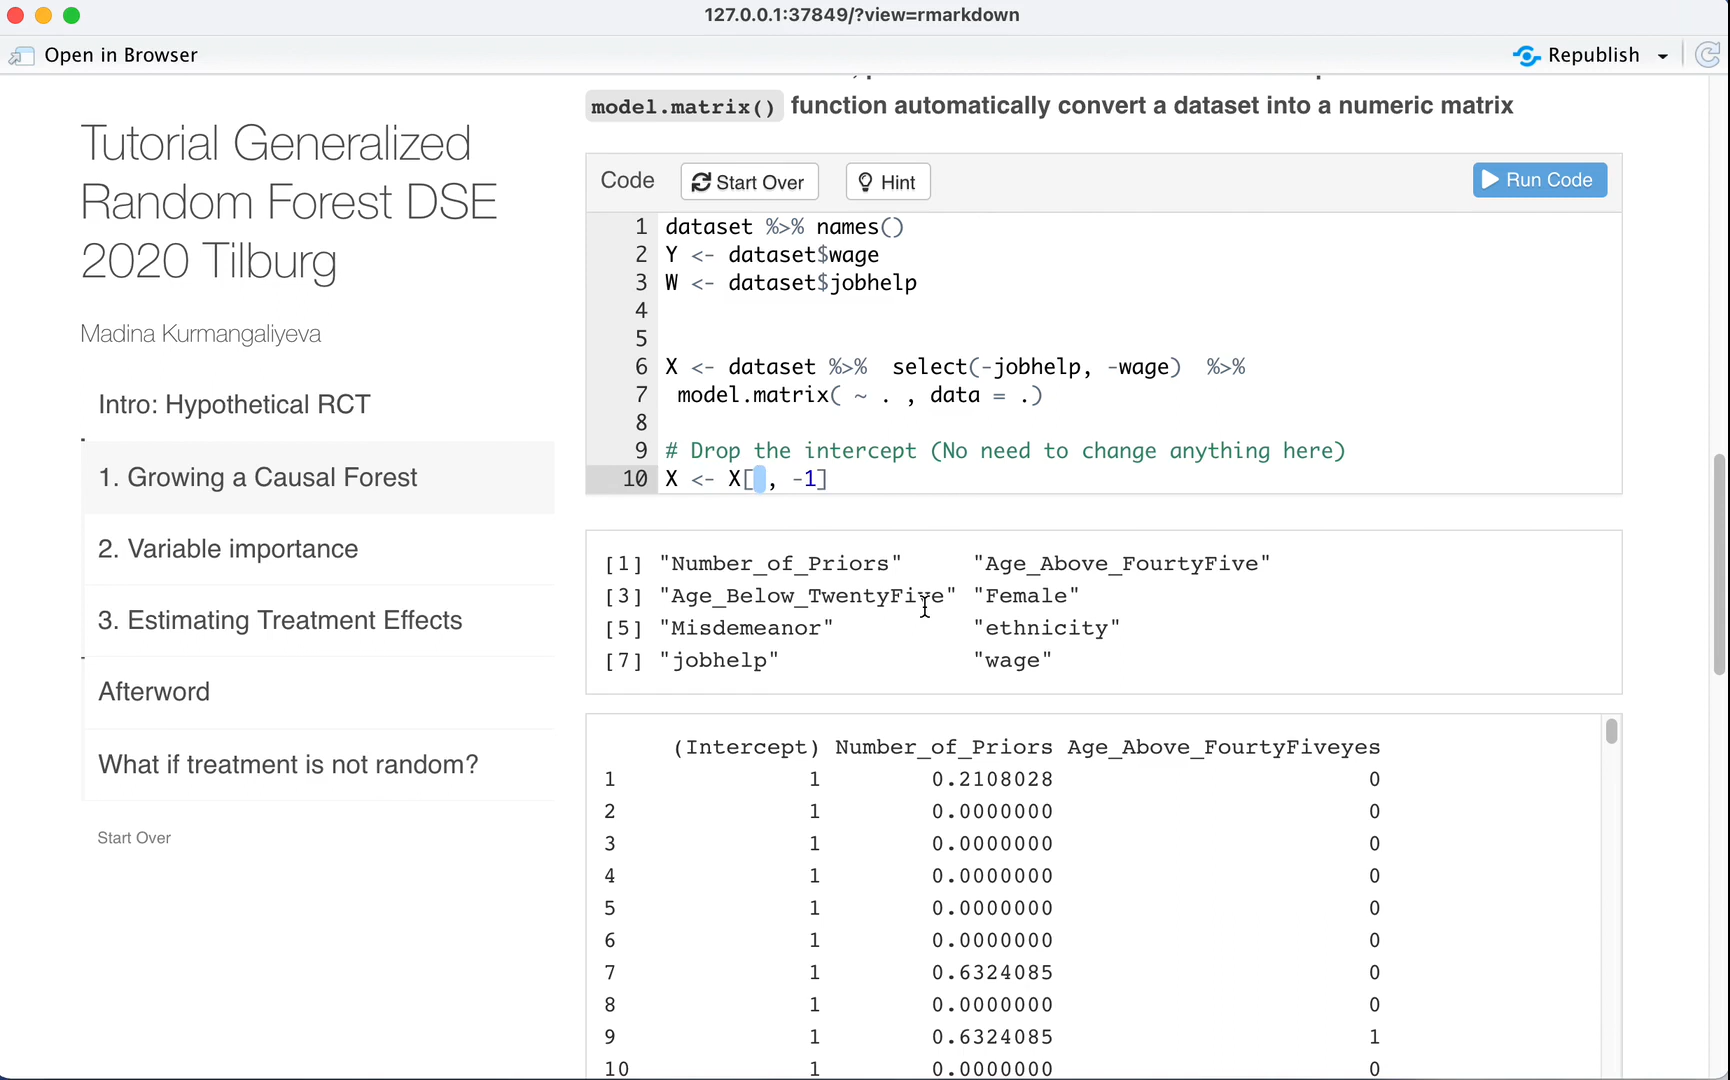 127.0.0.1:37849/?view=rmarkdown
Open in Browser
Republish
Tutorial Generalized
Random Forest DSE
2020 Tilburg
Madina Kurmangaliyeva
Intro: Hypothetical RCT
1. Growing a Causal Forest
2. Variable importance
3. Estimating Treatment Effects
Afterword
What if treatment is not random?
Start Over
model.matrix() function automatically convert a dataset into a numeric matrix
Code Start Over Hint Run Code
1 dataset %>% names()
2 Y <- dataset$wage
3 W <- dataset$jobhelp
4
5
6 X <- dataset %>%  select(-jobhelp, -wage)  %>%
7  model.matrix( ~ . , data = .)
8
9 # Drop the intercept (No need to change anything here)
10 X <- X[ , -1]
[1] "Number_of_Priors" "Age_Above_FourtyFive"
[3] "Age_Below_TwentyFive" "Female"
[5] "Misdemeanor" "ethnicity"
[7] "jobhelp" "wage"
(Intercept) Number_of_Priors Age_Above_FourtyFiveyes
1 1 0.2108028 0
2 1 0.0000000 0
3 1 0.0000000 0
4 1 0.0000000 0
5 1 0.0000000 0
6 1 0.0000000 0
7 1 0.6324085 0
8 1 0.0000000 0
9 1 0.6324085 1
10 1 0.0000000 0